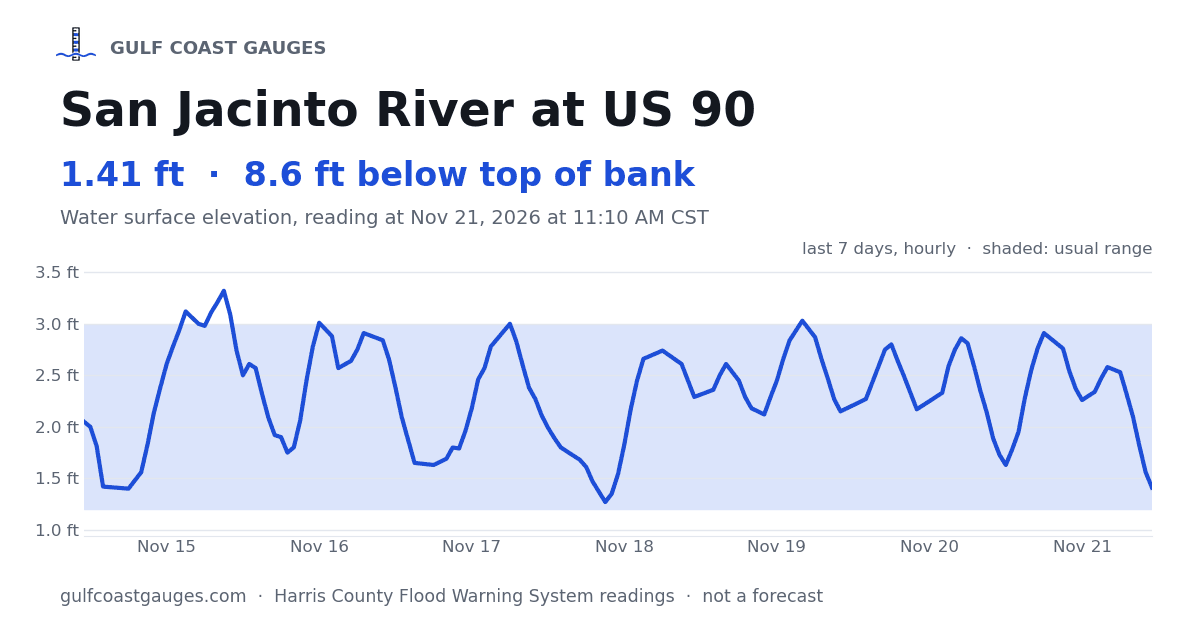 GULF COAST GAUGES
San Jacinto River at US 90
1.41 ft · 8.6 ft below top of bank
Water surface elevation, reading at Nov 21, 2026 at 11:10 AM CST
last 7 days, hourly · shaded: usual range
3.5 ft
3.0 ft
2.5 ft
2.0 ft
1.5 ft
1.0 ft
Nov 15 Nov 16 Nov 17 Nov 18 Nov 19 Nov 20 Nov 21
gulfcoastgauges.com · Harris County Flood Warning System readings · not a forecast